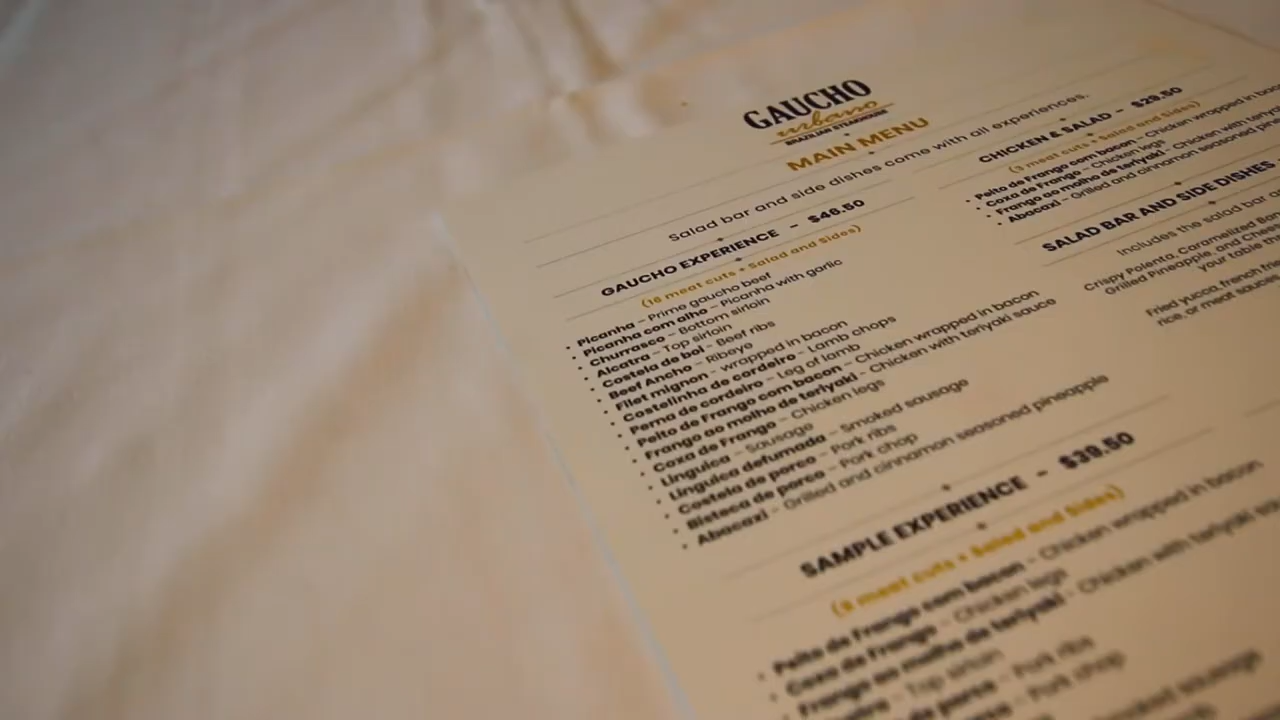 GAUCHO
urbano
BRAZILIAN STEAKHOUSE
MAIN MENU
Salad bar and side dishes come with all experiences.
GAUCHO EXPERIENCE - $46.50
(16 meat cuts + Salad and Sides)
• Picanha - Prime gaucho beef
• Picanha com alho - Picanha with garlic
• Churrasco - Bottom sirloin
• Alcatra - Top sirloin
• Costela de boi - Beef ribs
• Beef Ancho - Ribeye
• Filet mignon - wrapped in bacon
• Costelinha de cordeiro - Lamb chops
• Perna de cordeiro - Leg of lamb
• Peito de Frango com bacon - Chicken wrapped in bacon
• Frango ao molho de teriyaki - Chicken with teriyaki sauce
• Coxa de Frango - Chicken legs
• Linguica - Sausage
• Linguica defumada - Smoked sausage
• Costela de porco - Pork ribs
• Bisteca de porco - Pork chop
• Abacaxi - Grilled and cinnamon seasoned pineapple
SAMPLE EXPERIENCE - $39.50
(9 meat cuts + Salad and Sides)
• Peito de Frango com bacon - Chicken wrapped in bacon
• Coxa de Frango - Chicken legs
• Frango ao molho de teriyaki - Chicken with teriyaki
- Top sirloin
de porco - Pork ribs
porco - Pork chop
sausage
CHICKEN & SALAD - $29.50
(3 meat cuts + Salad and Sides)
• Peito de Frango com bacon - Chicken wrapped in
• Coxa de Frango - Chicken legs
• Frango ao molho de teriyaki - Chicken with
• Abacaxi - Grilled and cinnamon seasoned
SALAD BAR AND SIDE DISHES
Includes the salad bar
Crispy Polenta, Caramelized
Grilled Pineapple, and
your table
Fried yucca, french
rice, or meat